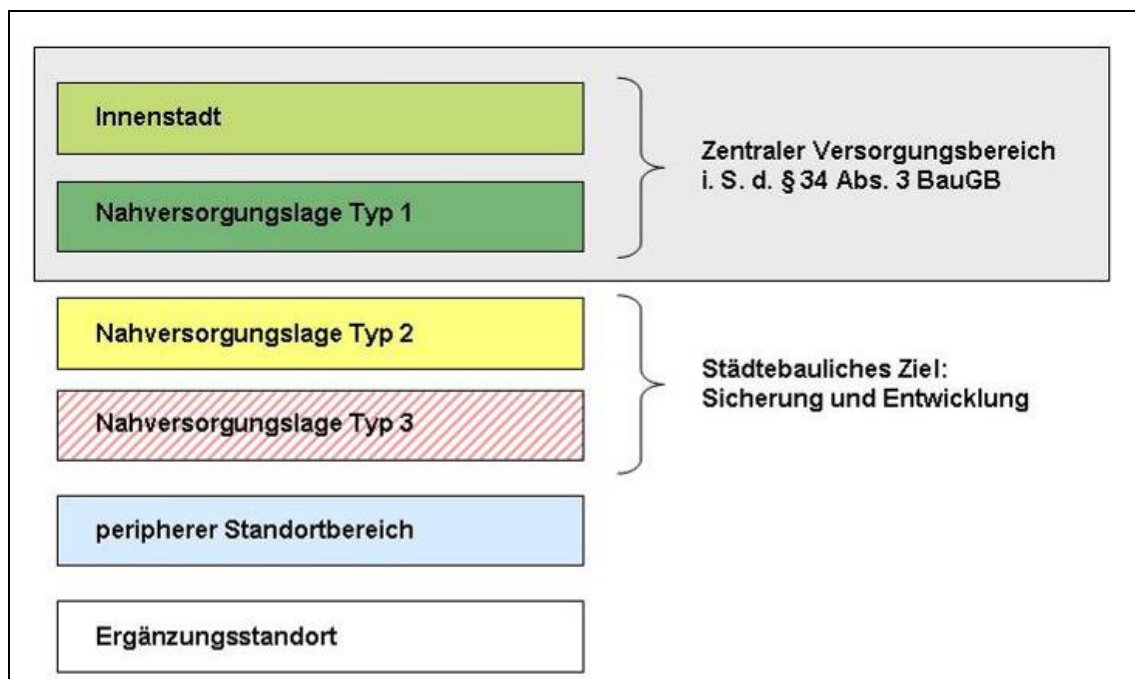 Innenstadt
Nahversorgungslage Typ 1
Zentraler Versorgungsbereich
i. S. d. § 34 Abs. 3 BauGB
Nahversorgungslage Typ 2
Nahversorgungslage Typ 3
Städtebauliches Ziel:
Sicherung und Entwicklung
peripherer Standortbereich
Ergänzungsstandort